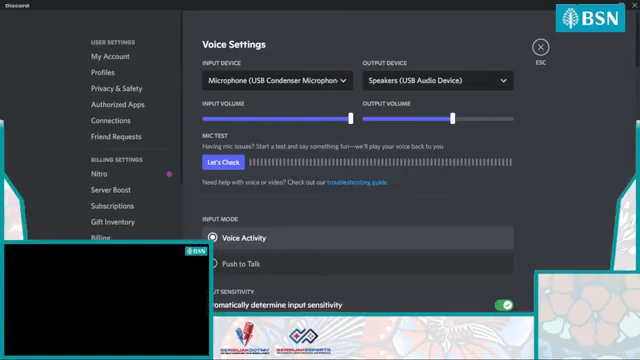 Discord
BSN
USER SETTINGS
My Account
Profiles
Privacy & Safety
Authorized Apps
Connections
Friend Requests
BILLING SETTINGS
Nitro
Server Boost
Subscriptions
Gift Inventory
Billing
Voice Settings
ESC
INPUT DEVICE
OUTPUT DEVICE
Microphone (USB Condenser Microphon
Speakers (USB Audio Device)
INPUT VOLUME
OUTPUT VOLUME
MIC TEST
Having mic issues? Start a test and say something fun—we'll play your voice back to you.
Let's Check
Need help with voice or video? Check out our troubleshooting guide.
INPUT MODE
Voice Activity
Push to Talk
UT SENSITIVITY
utomatically determine input sensitivity
BSN